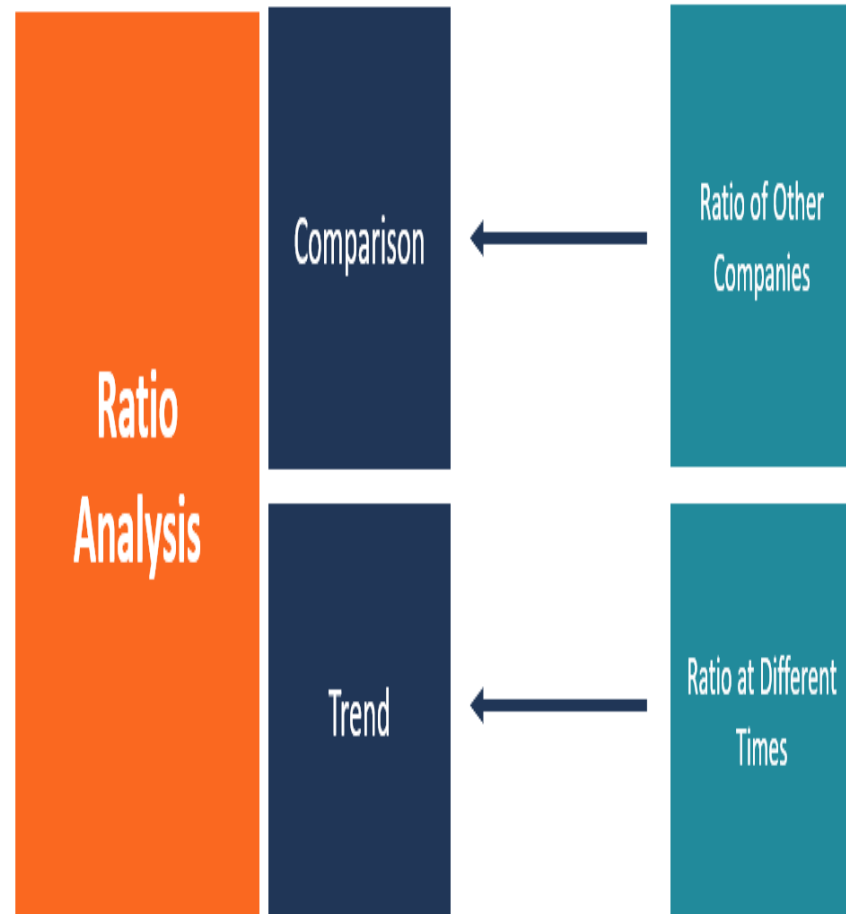 Ratio
Analysis
Comparison
Ratio of Other
Companies
Trend
Ratio at Different
Times